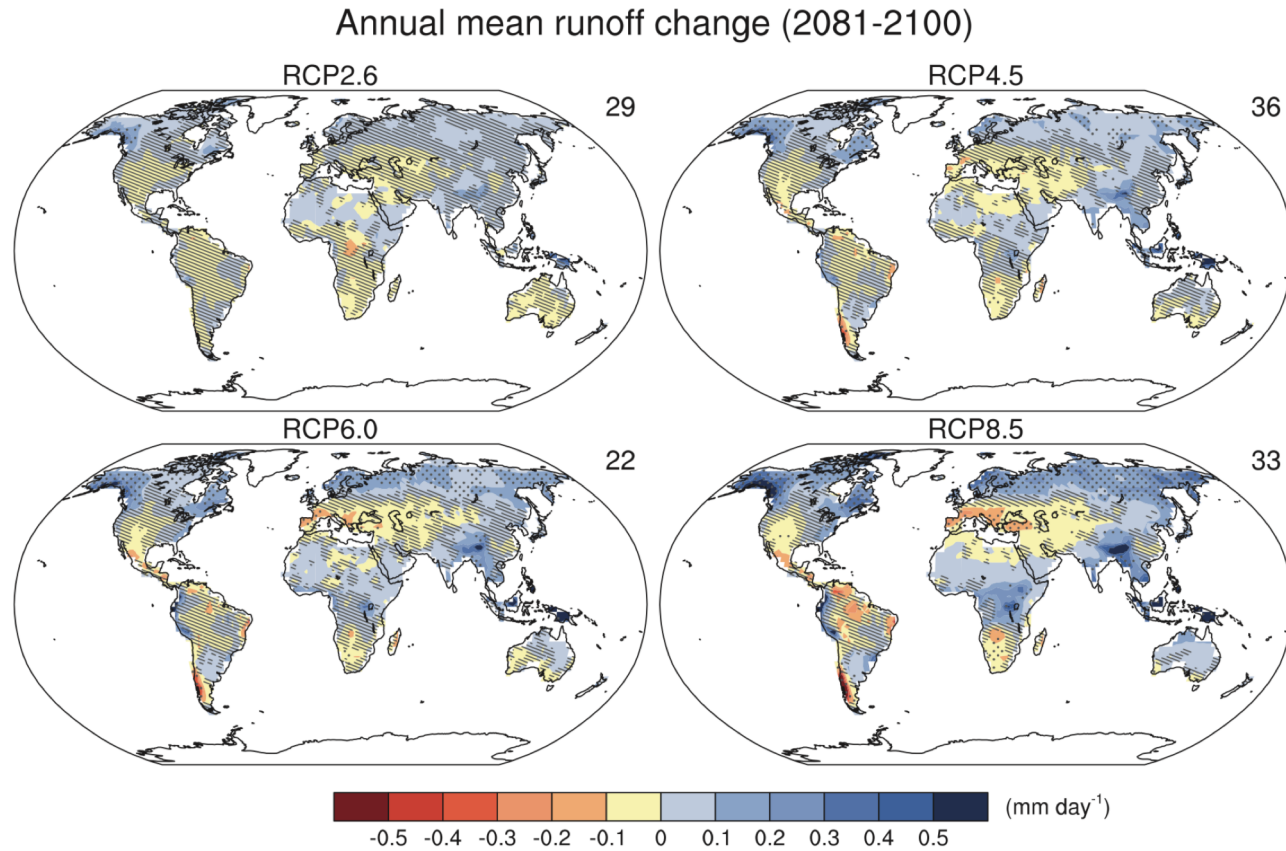 Annual mean runoff change (2081-2100)
RCP2.6
29
RCP4.5
36
RCP6.0
22
RCP8.5
33
(mm day⁻¹)
-0.5 -0.4 -0.3 -0.2 -0.1 0 0.1 0.2 0.3 0.4 0.5